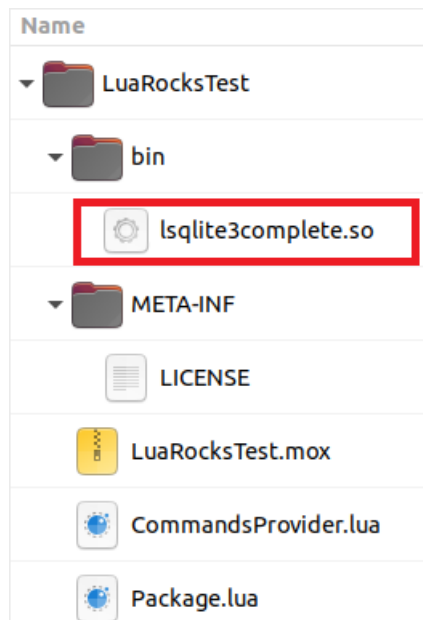 Name
LuaRocksTest
bin
lsqlite3complete.so
META-INF
LICENSE
LuaRocksTest.mox
CommandsProvider.lua
Package.lua